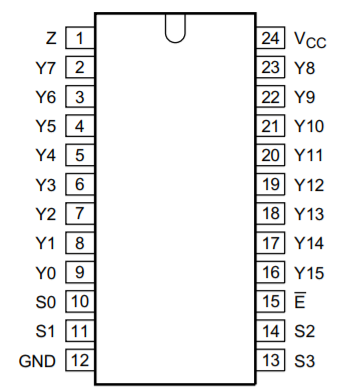 Z 1 24 VCC
Y7 2 23 Y8
Y6 3 22 Y9
Y5 4 21 Y10
Y4 5 20 Y11
Y3 6 19 Y12
Y2 7 18 Y13
Y1 8 17 Y14
Y0 9 16 Y15
S0 10 15 E̅
S1 11 14 S2
GND 12 13 S3